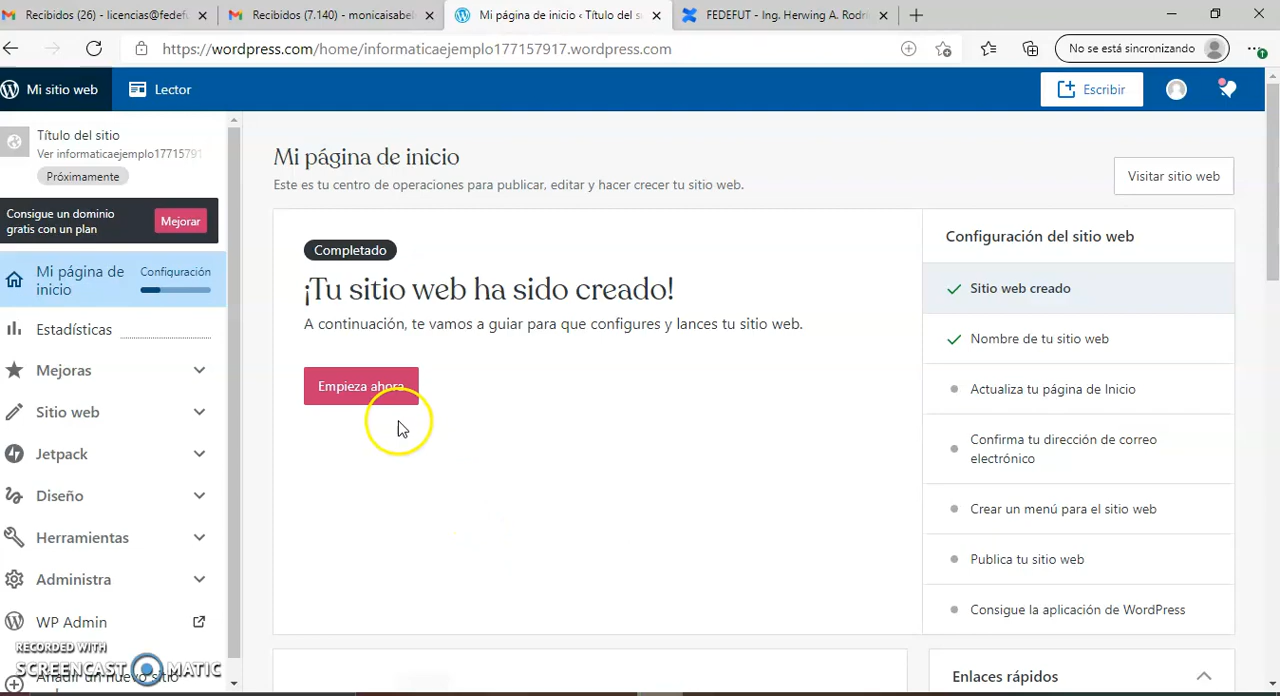 Recibidos (26) - licencias@fedefu
Recibidos (7.140) - monicaisabe
Mi página de inicio ‹ Título del s
FEDEFUT - Ing. Herwing A. Rodr
https://wordpress.com/home/informaticaejemplo177157917.wordpress.com
No se está sincronizando
Mi sitio web
Lector
Escribir
Título del sitio
Ver informaticaejemplo17715791
Próximamente
Consigue un dominio
gratis con un plan
Mejorar
Mi página de
inicio
Configuración
Estadísticas
Mejoras
Sitio web
Jetpack
Diseño
Herramientas
Administra
WP Admin
Añadir un nuevo sitio
RECORDED WITH
SCREENCAST MATIC
Mi página de inicio
Este es tu centro de operaciones para publicar, editar y hacer crecer tu sitio web.
Visitar sitio web
Completado
¡Tu sitio web ha sido creado!
A continuación, te vamos a guiar para que configures y lances tu sitio web.
Empieza ahora
Configuración del sitio web
Sitio web creado
Nombre de tu sitio web
Actualiza tu página de Inicio
Confirma tu dirección de correo
electrónico
Crear un menú para el sitio web
Publica tu sitio web
Consigue la aplicación de WordPress
Enlaces rápidos